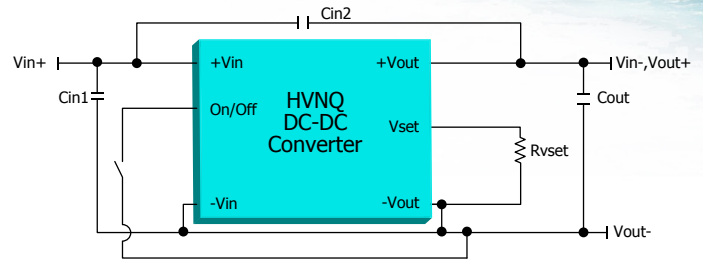 Cin2
Vin+
+Vin
+Vout
Vin-,Vout+
Cin1
On/Off
HVNQ
DC-DC
Converter
Vset
Cout
Rvset
-Vin
-Vout
Vout-